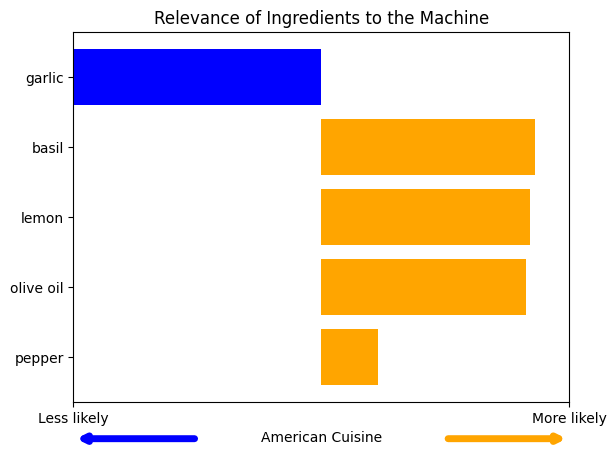 Relevance of Ingredients to the Machine
garlic
basil
lemon
olive oil
pepper
Less likely
More likely
American Cuisine